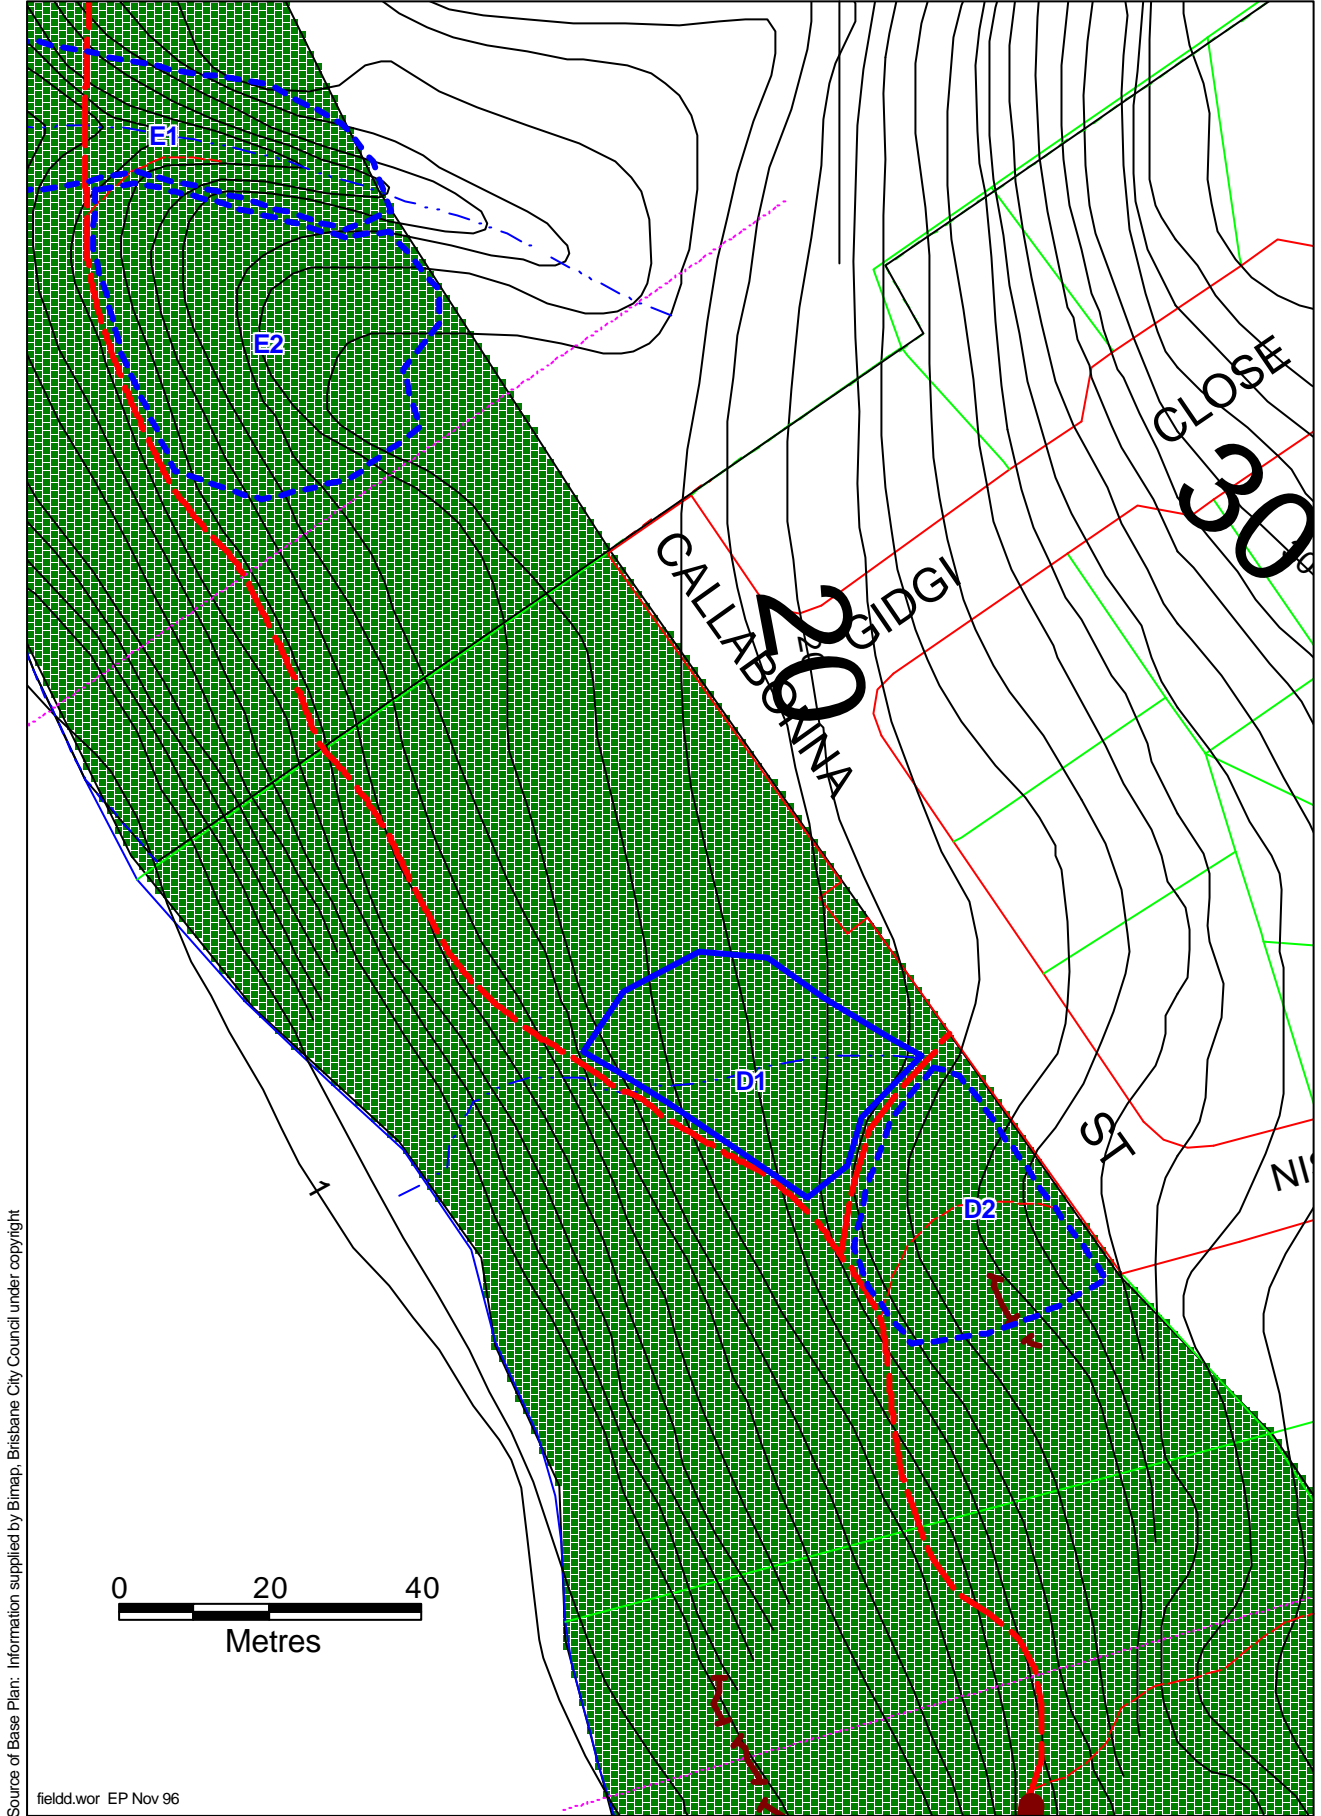 E1
E2
CLOSE
30
CALLABONNA
GIDGI
20
20
D1
ST
D2
1
0 20 40
Metres
Source of Base Plan: Information supplied by Bimap, Brisbane City Council under copyright
fieldd.wor EP Nov 96